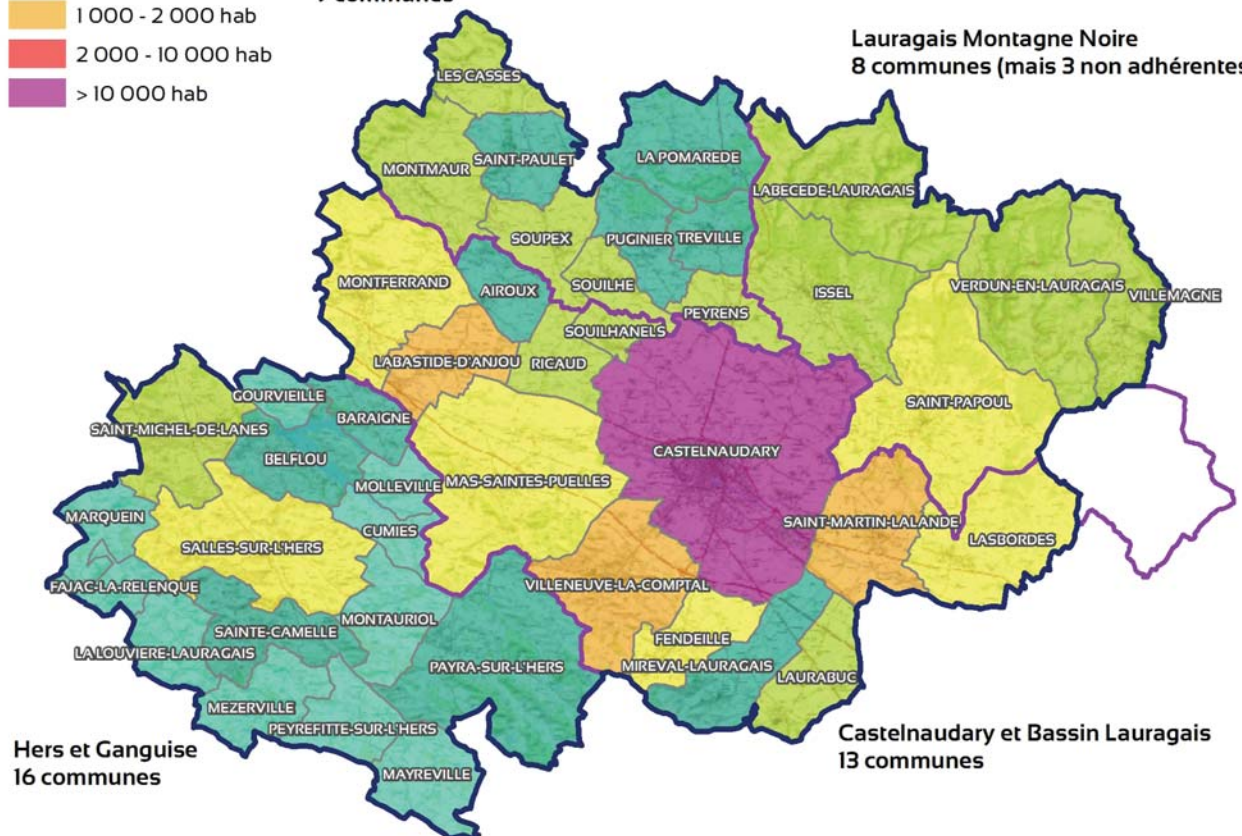 1 000 - 2 000 hab
2 000 - 10 000 hab
> 10 000 hab
communes
Lauragais Montagne Noire
8 communes (mais 3 non adhérentes
LES CASSES
MONTMAUR
SAINT-PAULET
LA POMAREDE
LABECEDE-LAURAGAIS
SOUPEX
PUGINIER
TREVILLE
MONTFERRAND
AIROUX
SOUILHE
ISSEL
VERDUN-EN-LAURAGAIS
VILLEMAGNE
PEYRENS
SOUILHANELS
LABASTIDE-D'ANJOU
RICAUD
GOURVIEILLE
SAINT-MICHEL-DE-LANES
BARAIGNE
SAINT-PAPOUL
BELFLOU
CASTELNAUDARY
MOLLEVILLE
MAS-SAINTES-PUELLES
MARQUEIN
CUMIES
SAINT-MARTIN-LALANDE
LASBORDES
SALLES-SUR-L'HERS
FAJAC-LA-RELENQUE
VILLENEUVE-LA-COMPTAL
MONTAURIOL
SAINTE-CAMELLE
FENDEILLE
LA LOUVIERE-LAURAGAIS
PAYRA-SUR-L'HERS
MIREVAL-LAURAGAIS
LAURABUC
MEZERVILLE
PEYREFITTE-SUR-L'HERS
MAYREVILLE
Hers et Ganguise
16 communes
Castelnaudary et Bassin Lauragais
13 communes